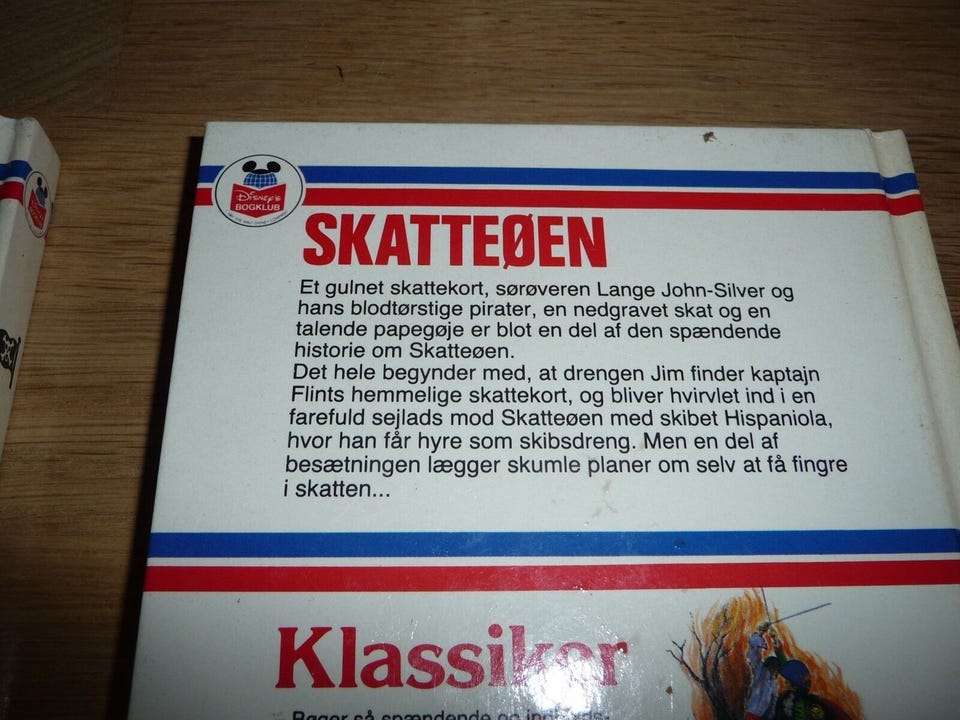 DISNEY'S
BOGKLUB
SKATTEØEN
Et gulnet skattekort, sørøveren Lange John-Silver og
hans blodtørstige pirater, en nedgravet skat og en
talende papegøje er blot en del af den spændende
historie om Skatteøen.
Det hele begynder med, at drengen Jim finder kaptajn
Flints hemmelige skattekort, og bliver hvirvlet ind i en
farefuld sejlads mod Skatteøen med skibet Hispaniola,
hvor han får hyre som skibsdreng. Men en del af
besætningen lægger skumle planer om selv at få fingre
i skatten...
Klassiker
Bøger så spændende og